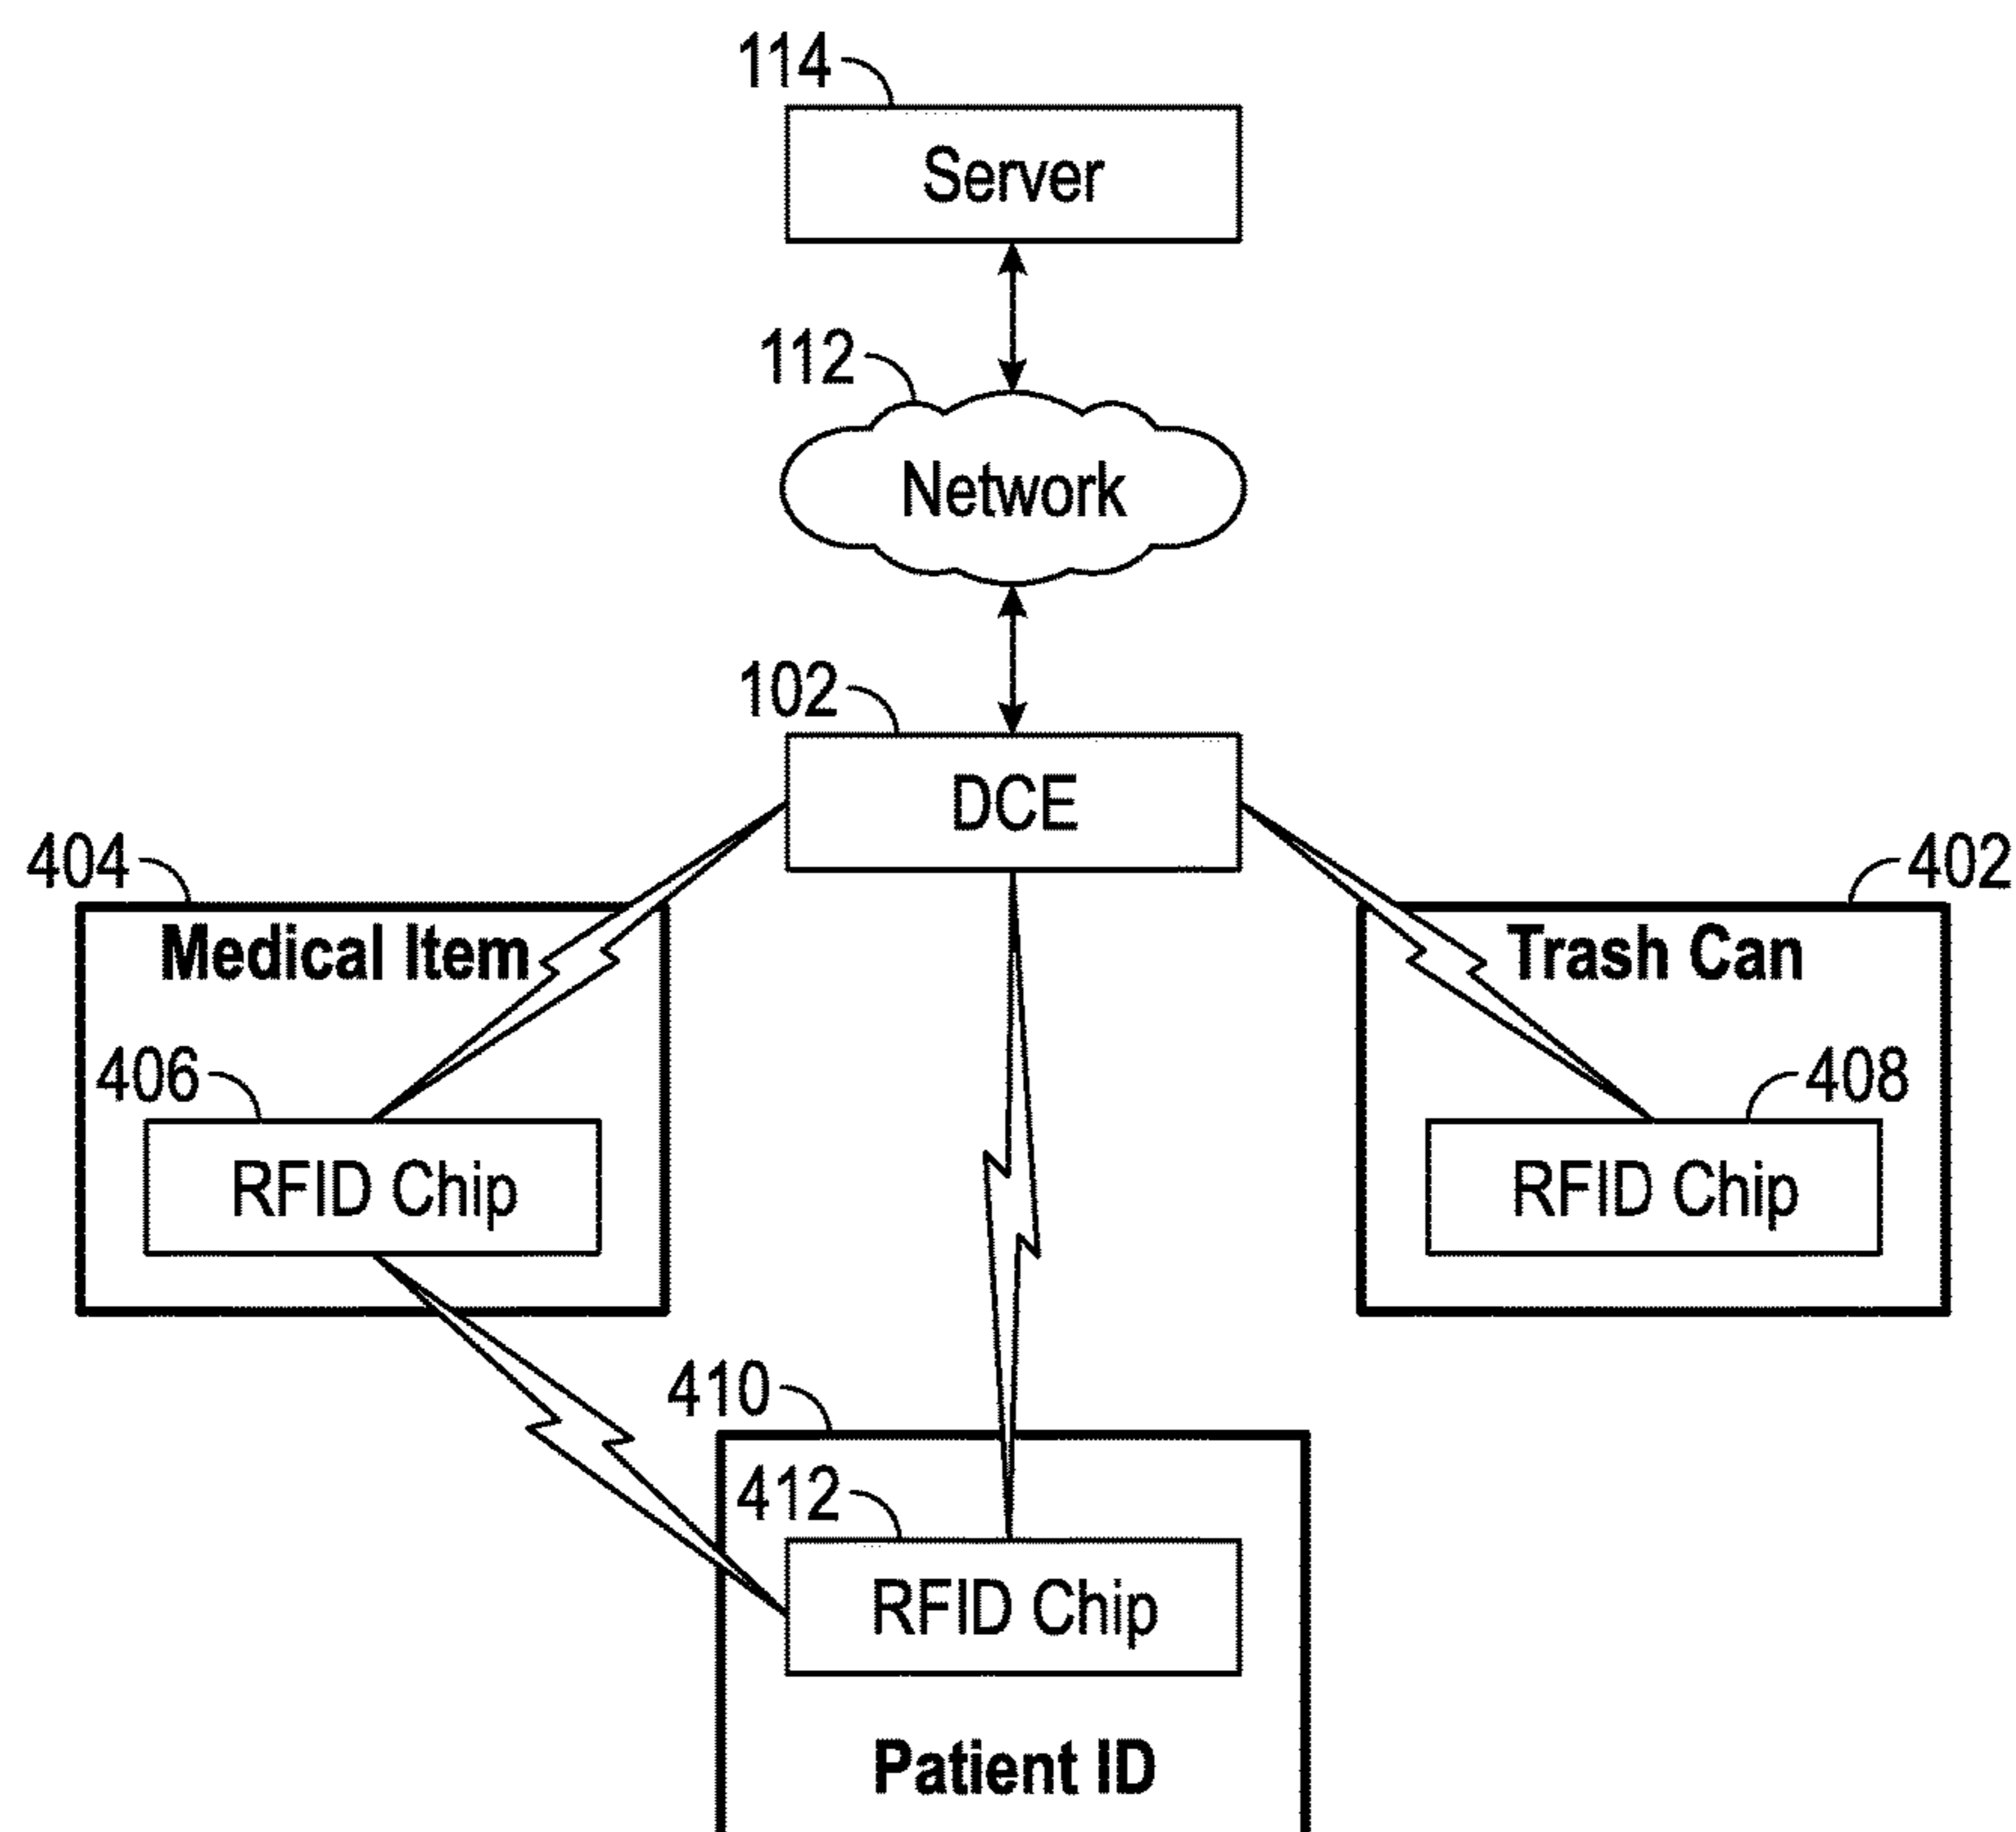 114
Server
112
Network
102
DCE
404
402
Medical Item
Trash Can
406
408
RFID Chip
RFID Chip
410
412
RFID Chip
Patient ID